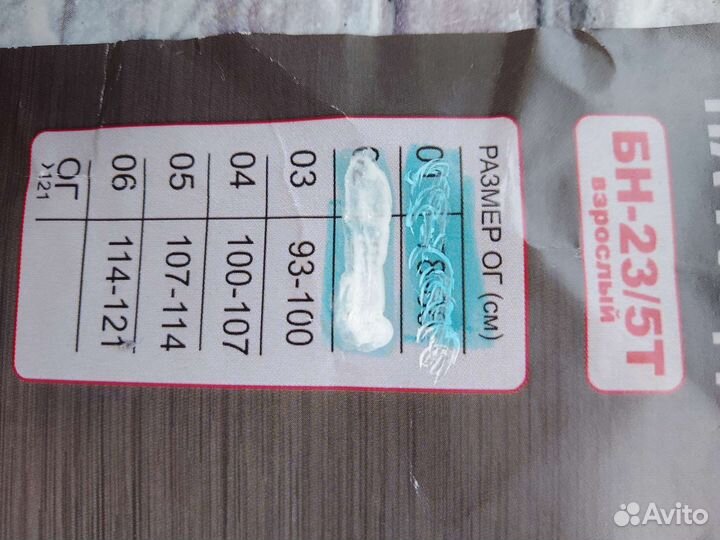 БН-23/5Т
взрослый
РАЗМЕР ОГ (см)
03 93-100
04 100-107
05 107-114
06 114-121
ОГ >121
Avito